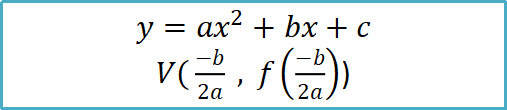 y = ax² + bx + c
V(−b/2a , f(−b/2a))